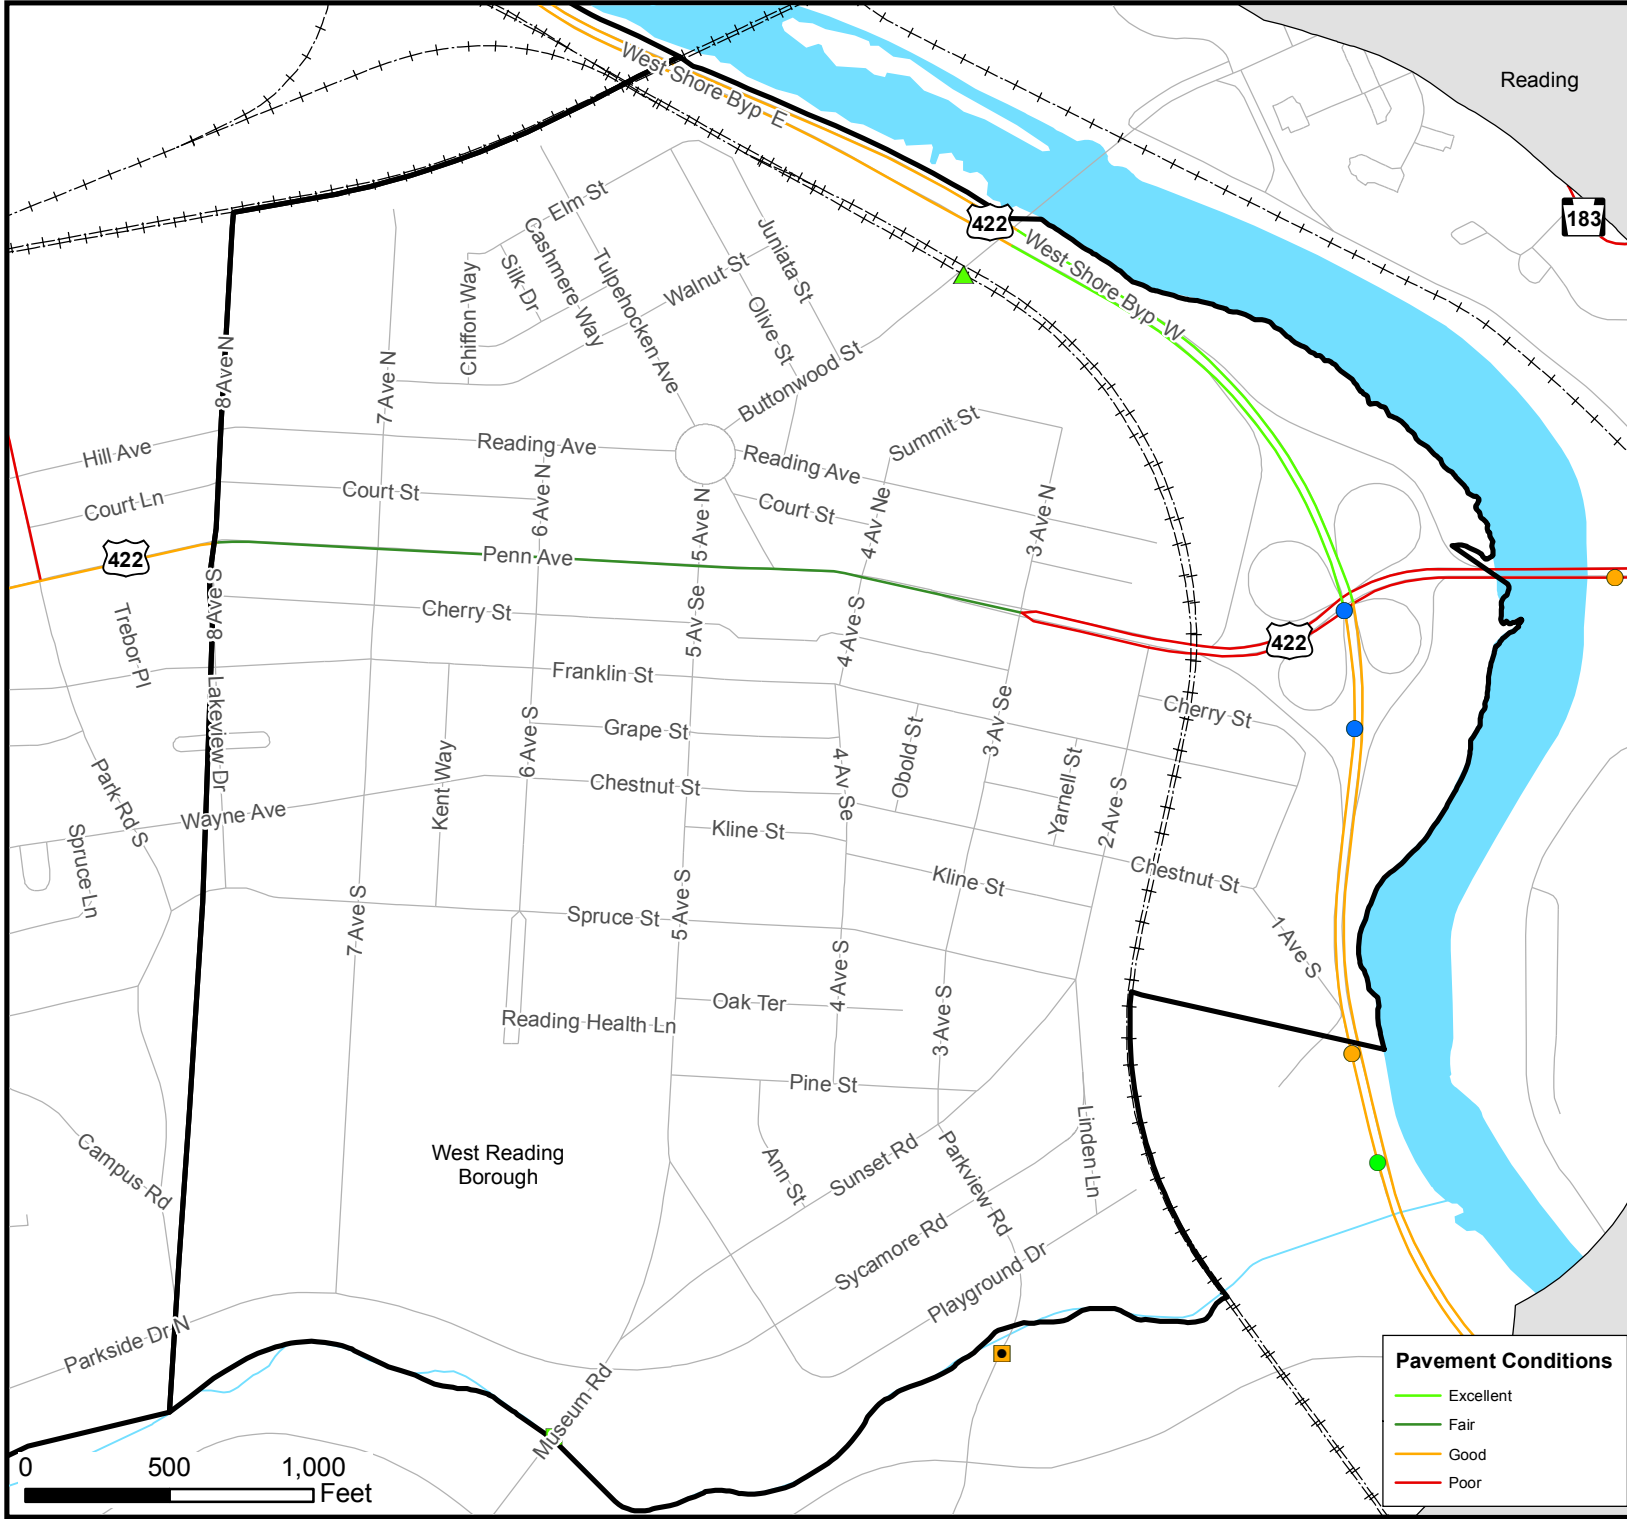 West Shore Byp E
Reading
183
422
West Shore Byp W
Elm St
Cashmere Way
Silk Dr
Chiffon Way
Tulpehocken Ave
Walnut St
Juniata St
Olive St
Buttonwood St
8 Ave N
7 Ave N
Hill Ave
Reading Ave
Reading Ave
Summit St
Court Ln
Court St
6 Ave N
5 Ave N
Court St
4 Av Ne
3 Ave N
422
Penn Ave
Trebor Pl
8 Ave S
Cherry St
5 Av Se
4 Ave S
422
Franklin St
Lakeview Dr
Grape St
Obold St
3 Av Se
Cherry St
6 Ave S
Kent Way
Park Rd S
Wayne Ave
Chestnut St
4 Av Se
Yarnell St
2 Ave S
Kline St
Spruce Ln
Kline St
Chestnut St
7 Ave S
Spruce St
5 Ave S
1 Ave S
4 Ave S
Oak Ter
Reading Health Ln
3 Ave S
Pine St
West Reading
Borough
Campus Rd
Ann St
Sunset Rd
Parkview Rd
Linden Ln
Sycamore Rd
Playground Dr
Parkside Dr N
Museum Rd
0 500 1,000
Feet
Pavement Conditions
Excellent
Fair
Good
Poor